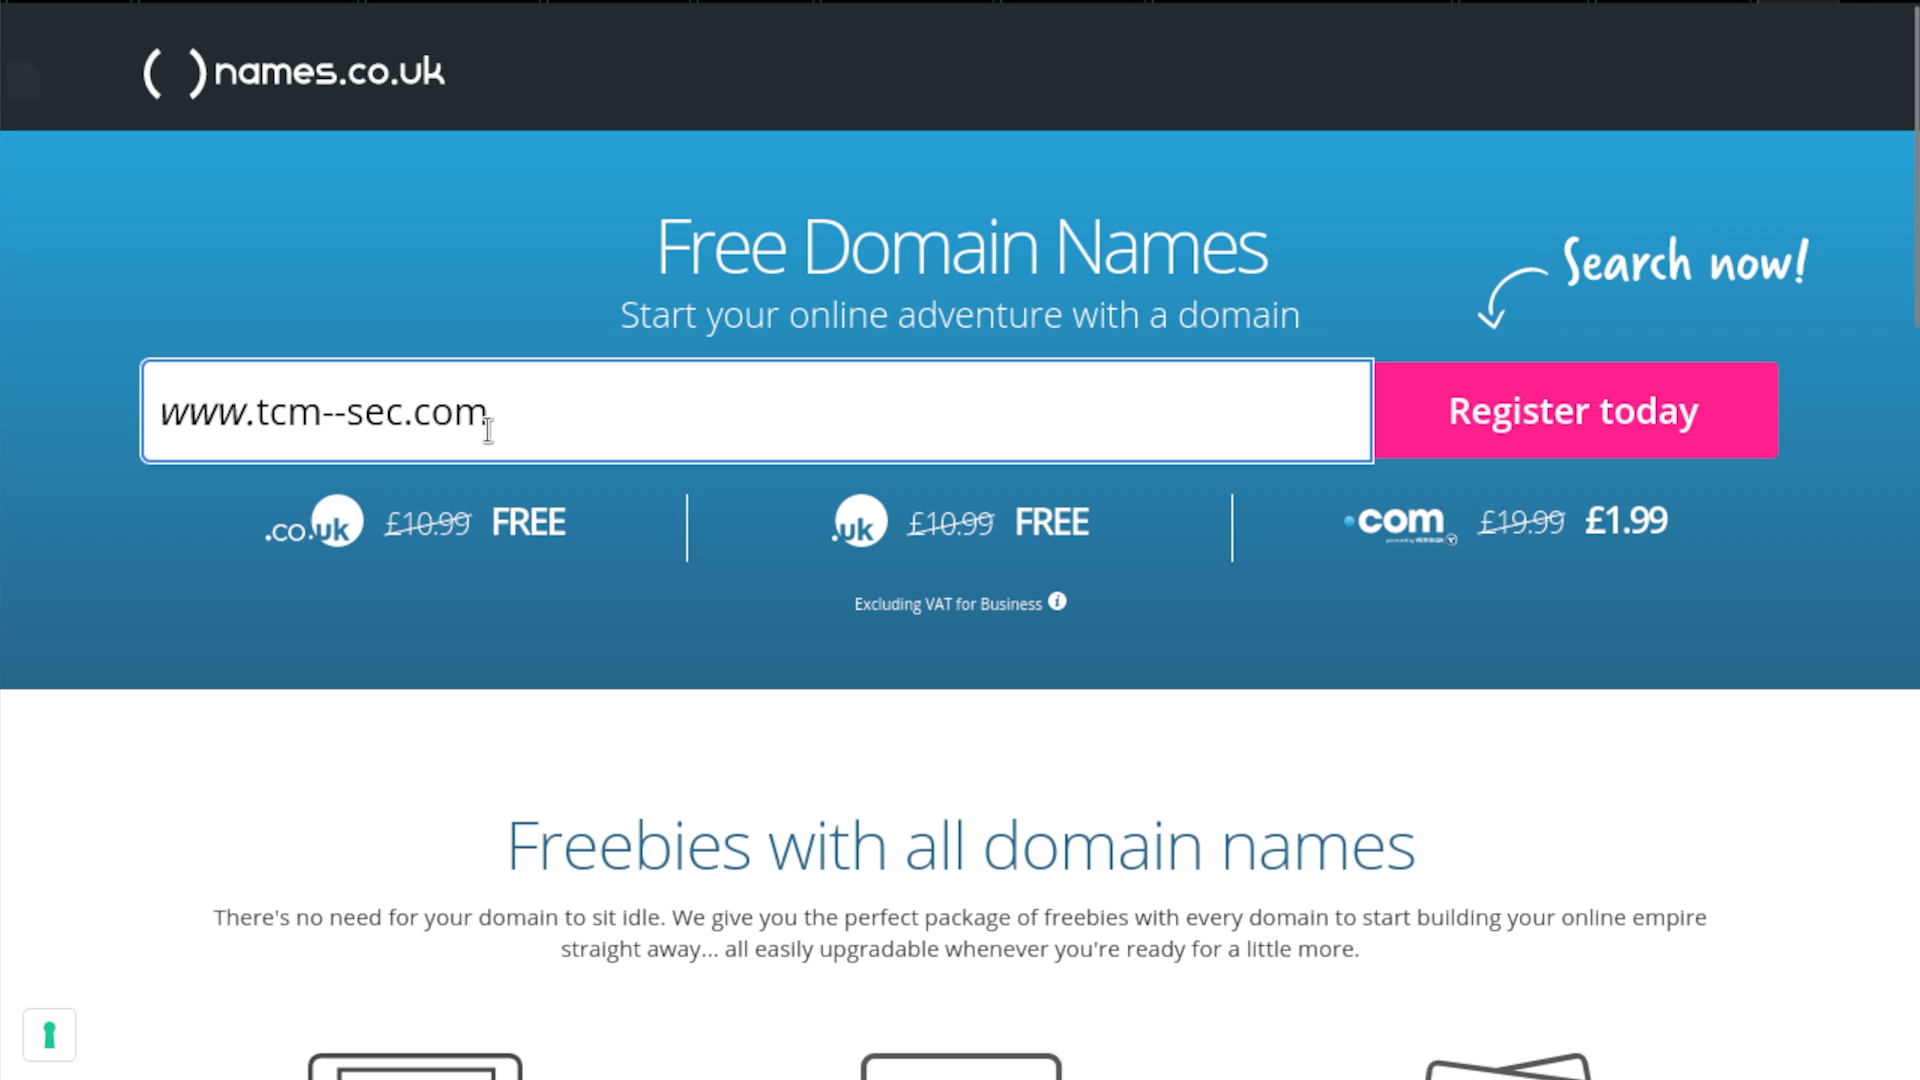 ( ) names.co.uk
Free Domain Names
Search now!
Start your online adventure with a domain
www.tcm--sec.com
Register today
.co.uk £10.99 FREE
.uk £10.99 FREE
.com £19.99 £1.99
powered by VERISIGN
Excluding VAT for Business i
Freebies with all domain names
There's no need for your domain to sit idle. We give you the perfect package of freebies with every domain to start building your online empire
straight away... all easily upgradable whenever you're ready for a little more.